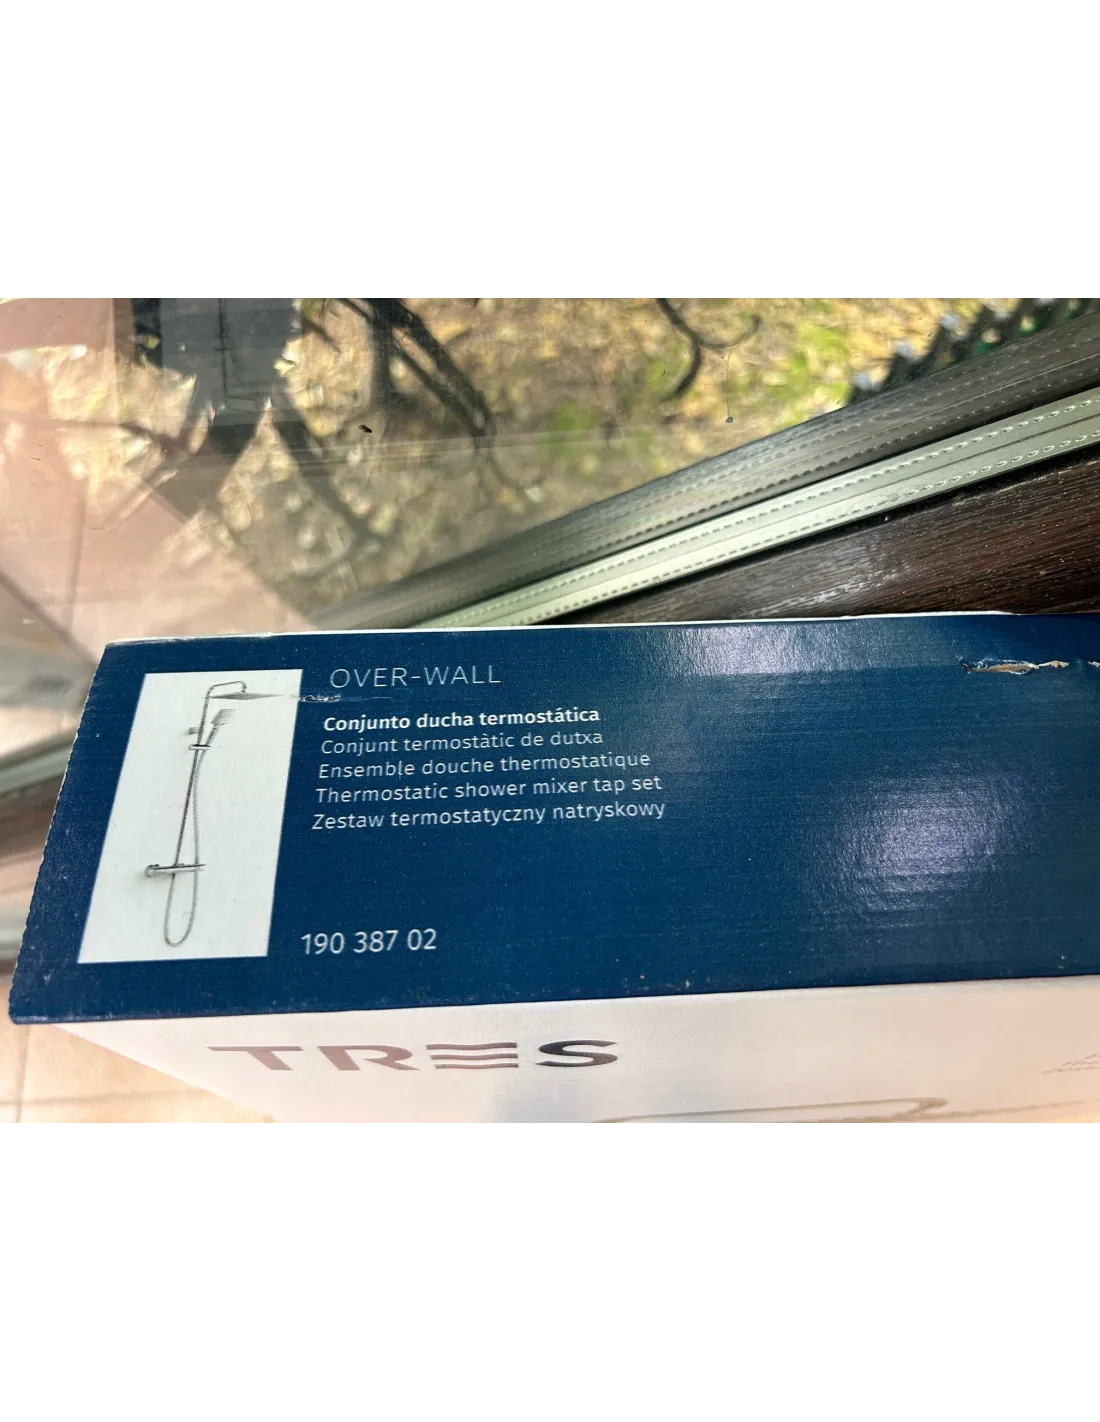 OVER-WALL
Conjunto ducha termostática
Conjunt termostàtic de dutxa
Ensemble douche thermostatique
Thermostatic shower mixer tap set
Zestaw termostatyczny natryskowy
190 387 02
TRES